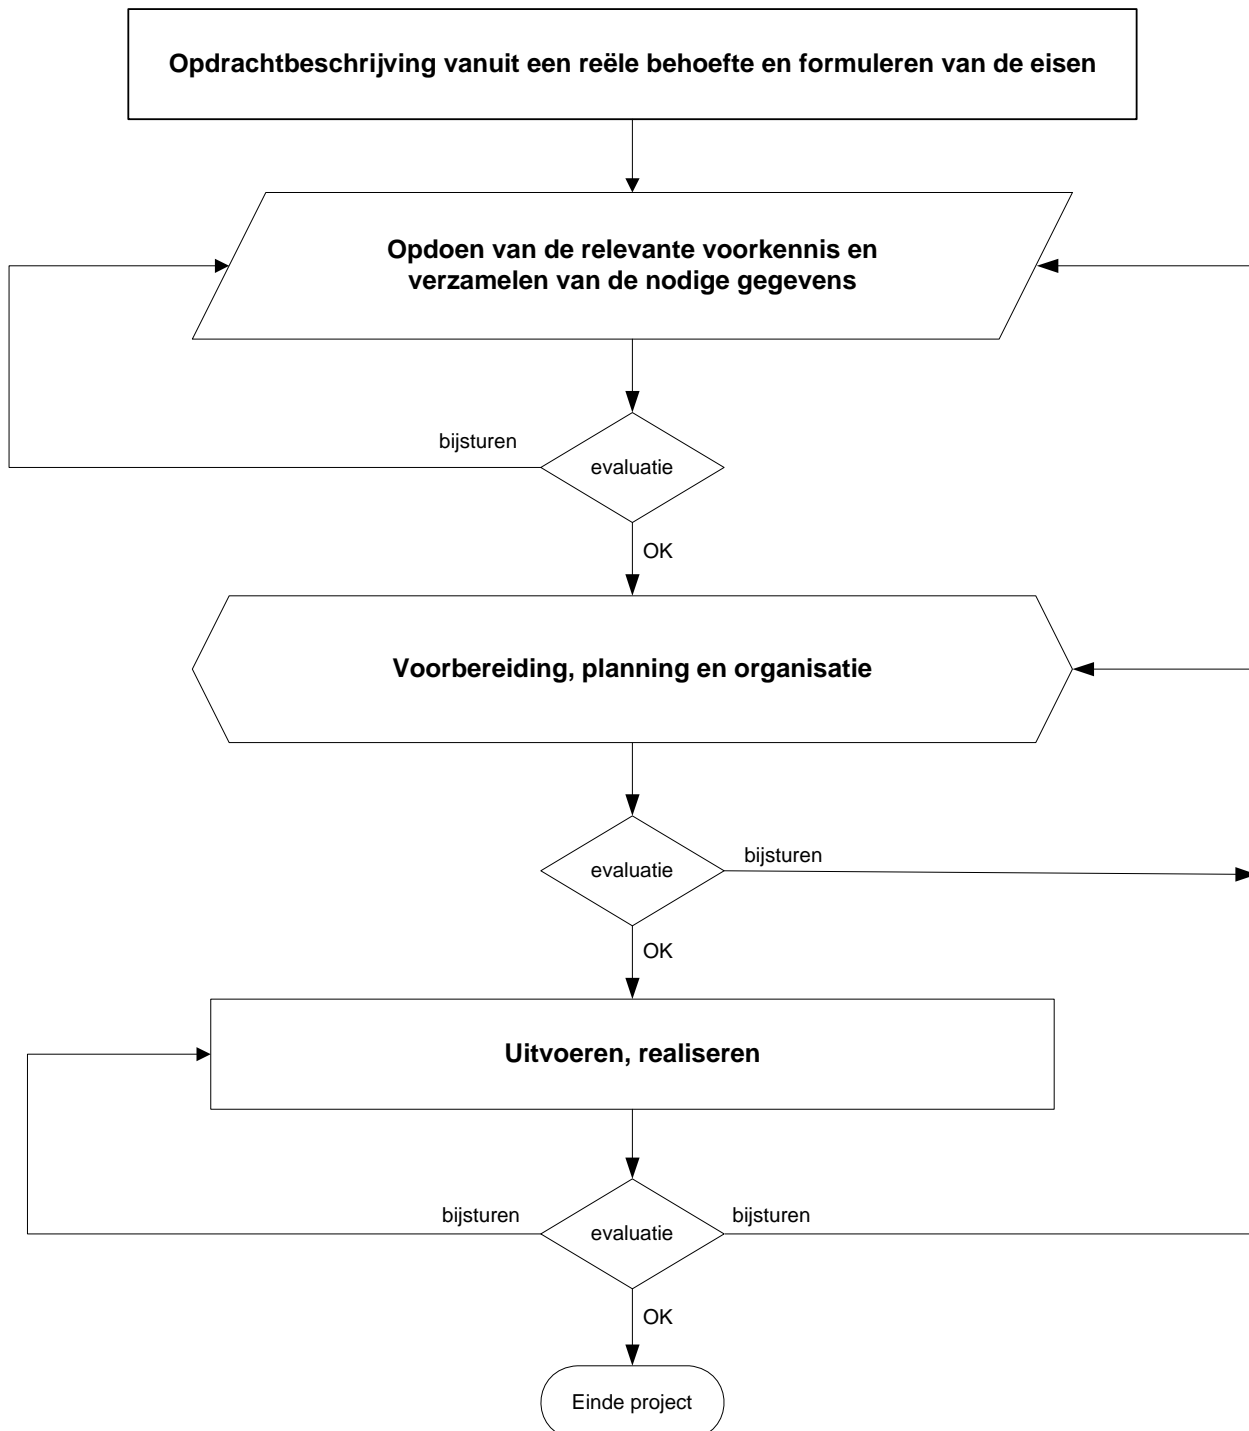 Opdrachtbeschrijving vanuit een reële behoefte en formuleren van de eisen
Opdoen van de relevante voorkennis en
verzamelen van de nodige gegevens
bijsturen
evaluatie
OK
Voorbereiding, planning en organisatie
evaluatie
bijsturen
OK
Uitvoeren, realiseren
bijsturen
evaluatie
bijsturen
OK
Einde project